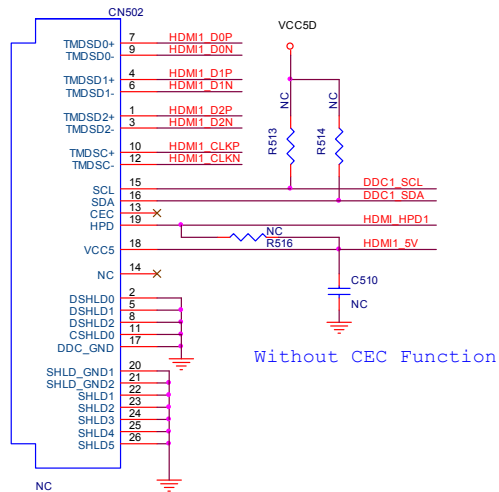 CN502
VCC5D
TMDSD0+ 7 HDMI1_D0P
TMDSD0- 9 HDMI1_D0N
TMDSD1+ 4 HDMI1_D1P
TMDSD1- 6 HDMI1_D1N
NC NC
TMDSD2+ 1 HDMI1_D2P
TMDSD2- 3 HDMI1_D2N
R513 R514
TMDSC+ 10 HDMI1_CLKP
TMDSC- 12 HDMI1_CLKN
SCL 15 DDC1_SCL
SDA 16 DDC1_SDA
CEC 13
HPD 19 HDMI_HPD1
NC
R516
VCC5 18 HDMI1_5V
NC 14
C510
NC
DSHLD0 2
DSHLD1 5
DSHLD2 8
CSHLD0 11
DDC_GND 17
Without CEC Function
SHLD_GND1 20
SHLD_GND2 21
SHLD1 22
SHLD2 23
SHLD3 24
SHLD4 25
SHLD5 26
NC